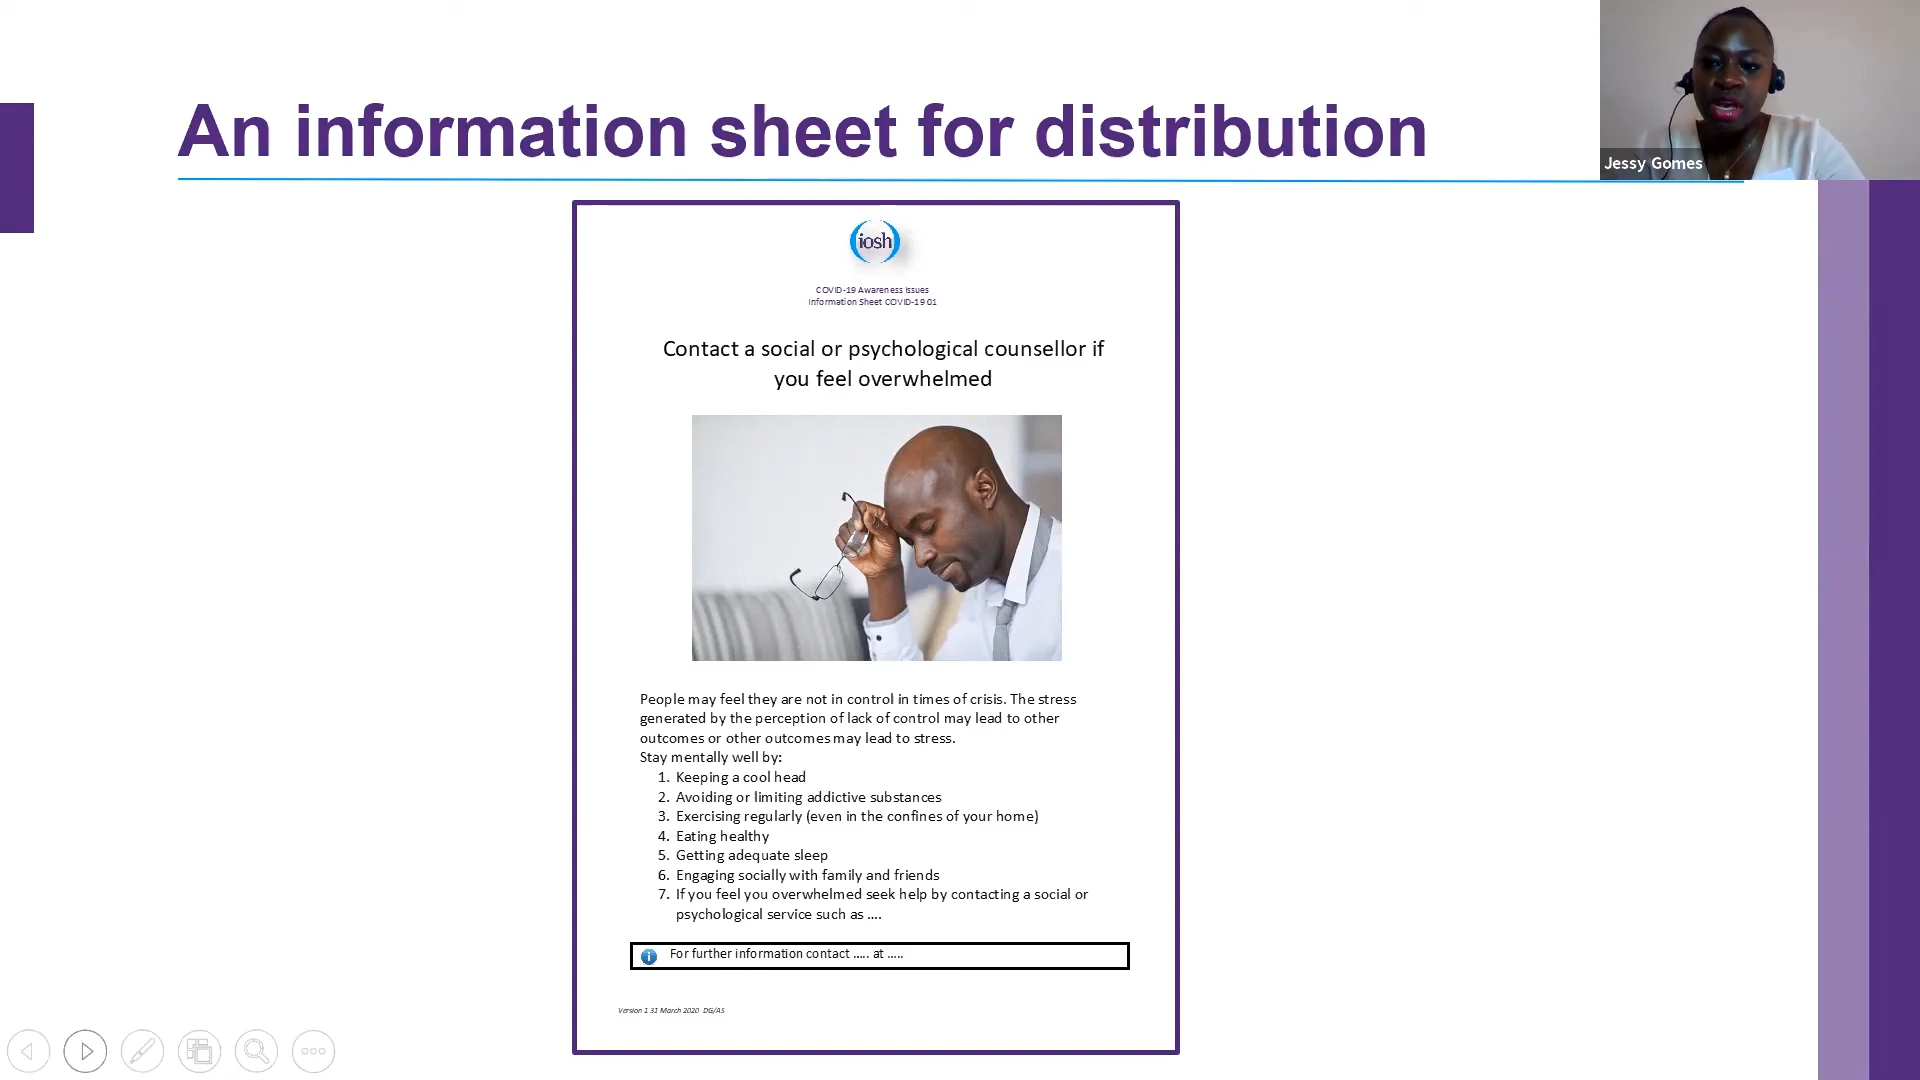 An information sheet for distribution
Jessy Gomes
iosh
COVID-19 Awareness Issues
Information Sheet COVID-19 01
Contact a social or psychological counsellor if
you feel overwhelmed
People may feel they are not in control in times of crisis. The stress
generated by the perception of lack of control may lead to other
outcomes or other outcomes may lead to stress.
Stay mentally well by:
1. Keeping a cool head
2. Avoiding or limiting addictive substances
3. Exercising regularly (even in the confines of your home)
4. Eating healthy
5. Getting adequate sleep
6. Engaging socially with family and friends
7. If you feel you overwhelmed seek help by contacting a social or
psychological service such as ....
i For further information contact ..... at .....
Version 1 31 March 2020 DG/AS